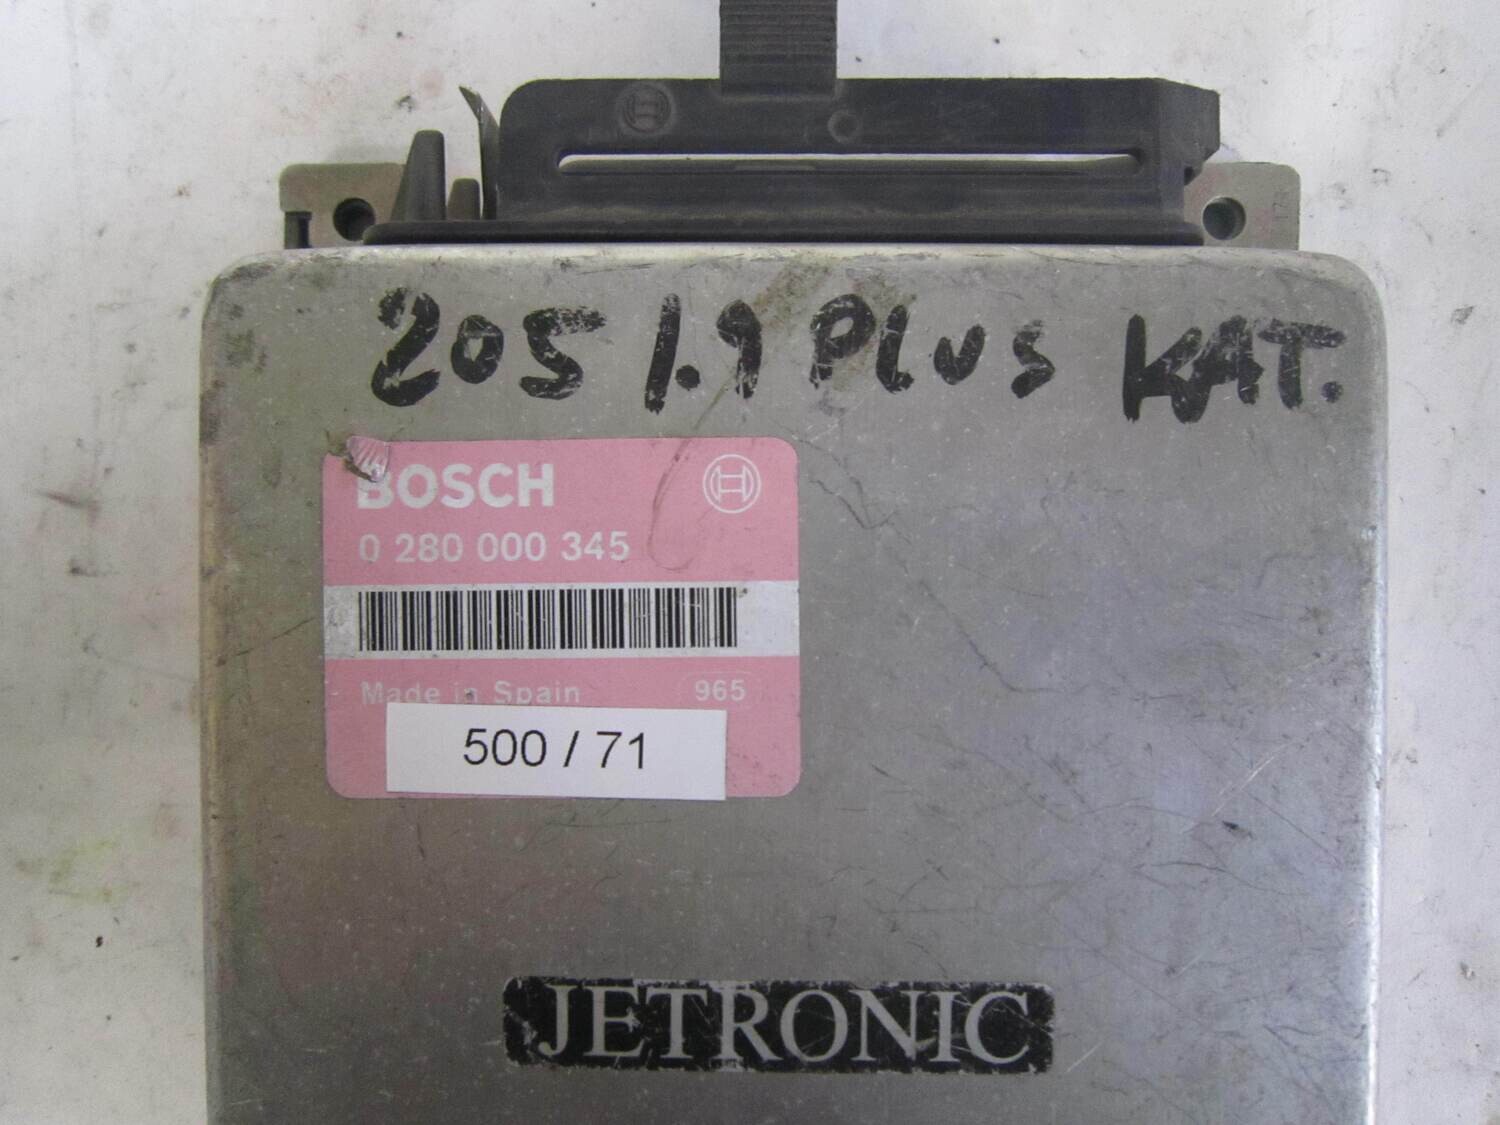 205 1.9 PLUS KAT.
BOSCH
0 280 000 345
Made in Spain 965
500 / 71
JETRONIC